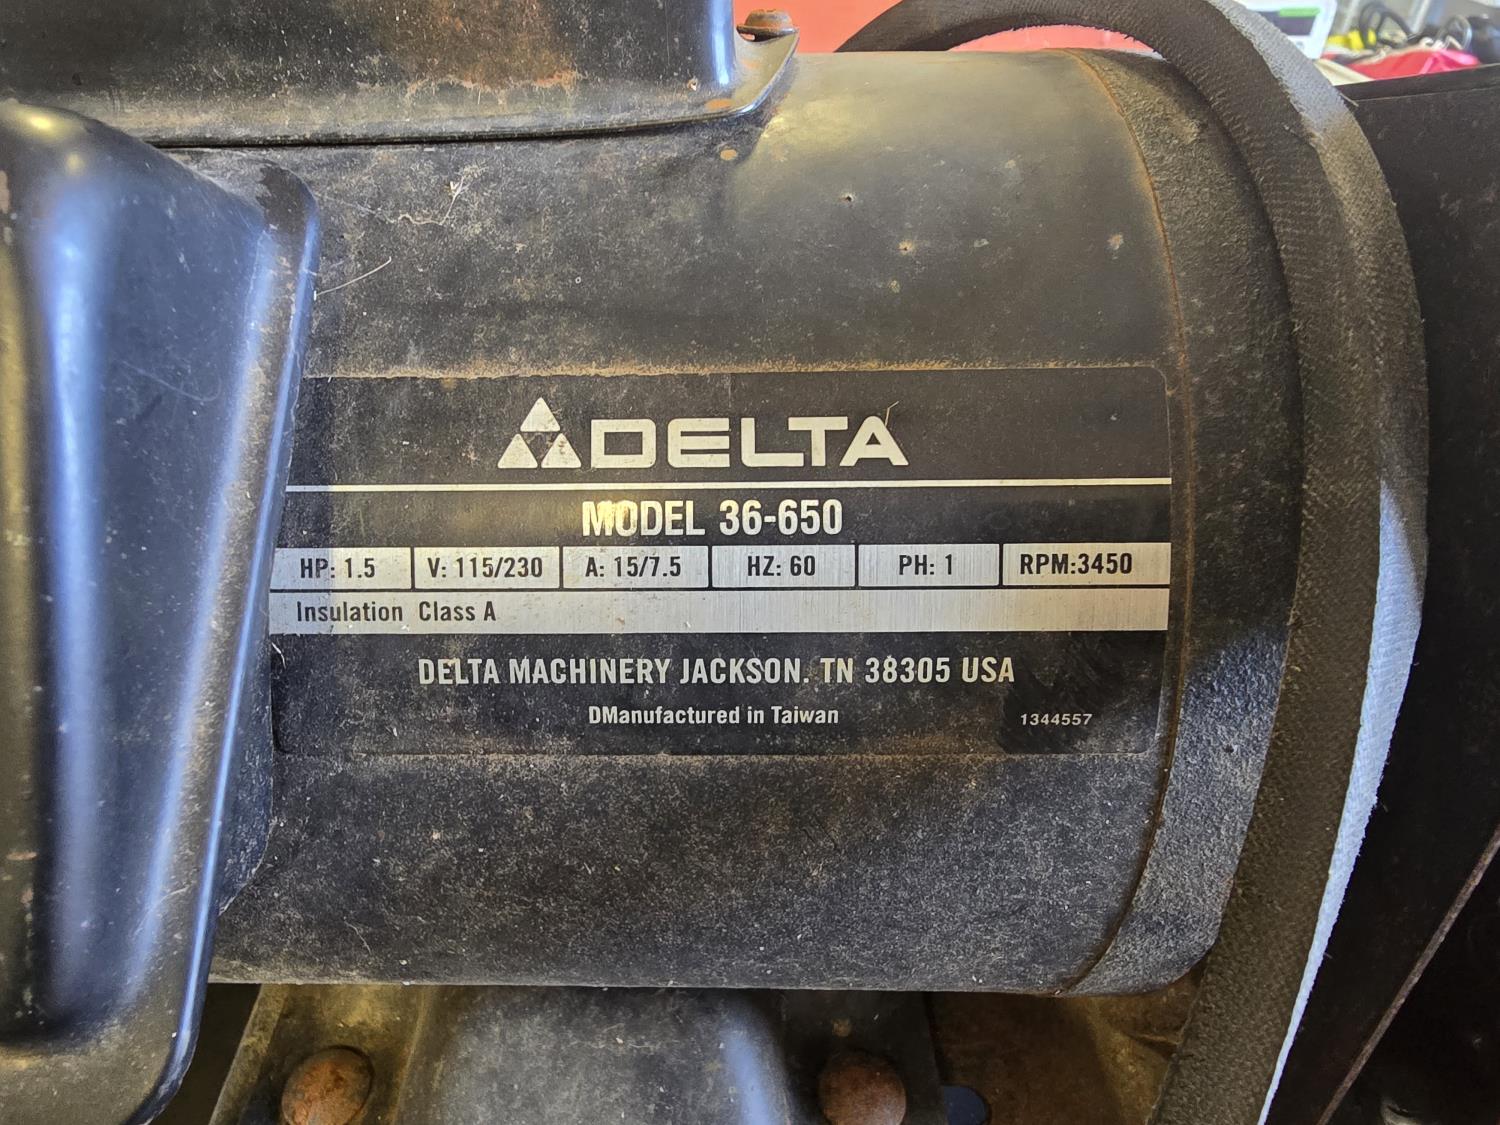 DELTA
MODEL 36-650
HP: 1.5 V: 115/230 A: 15/7.5 HZ: 60 PH: 1 RPM:3450
Insulation Class A
DELTA MACHINERY JACKSON. TN 38305 USA
DManufactured in Taiwan
1344557